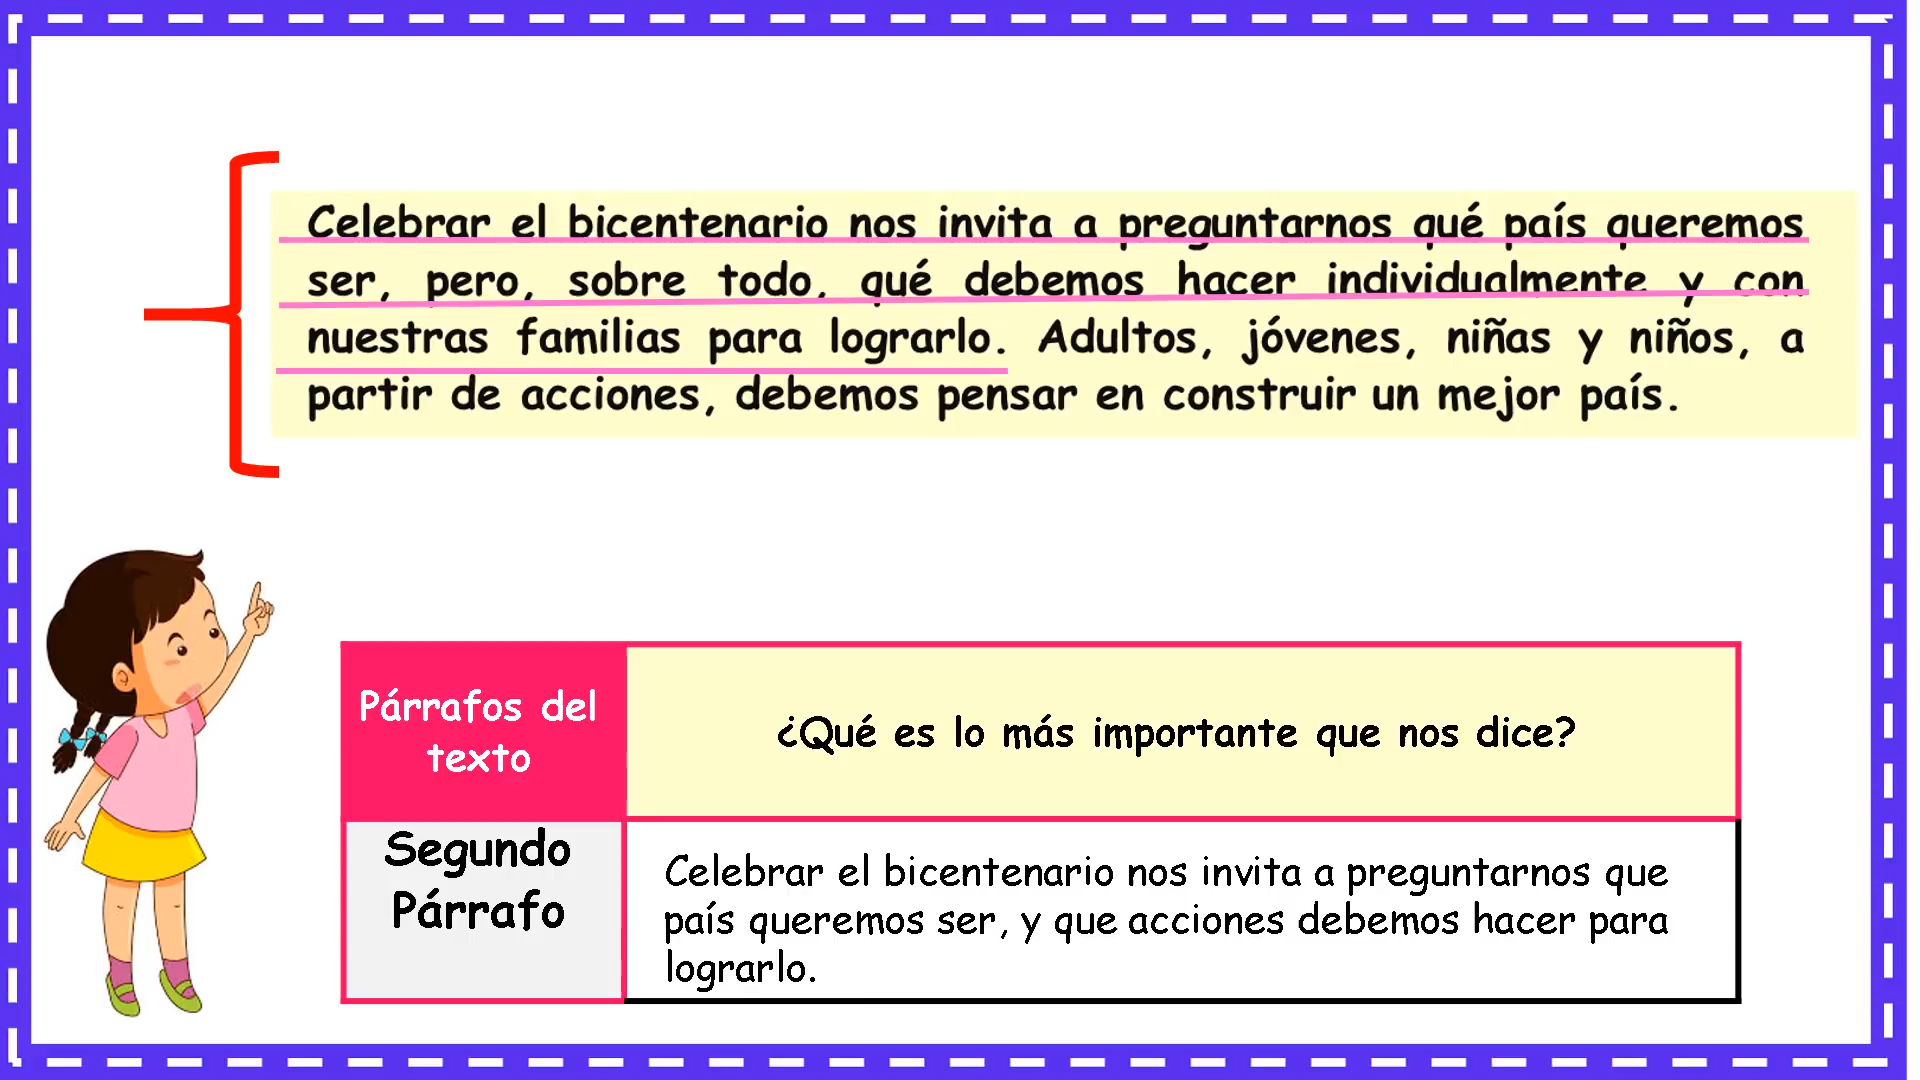 Celebrar el bicentenario nos invita a preguntarnos qué país queremos
ser, pero, sobre todo, qué debemos hacer individualmente y con
nuestras familias para lograrlo. Adultos, jóvenes, niñas y niños, a
partir de acciones, debemos pensar en construir un mejor país.
Párrafos del
texto
¿Qué es lo más importante que nos dice?
Segundo
Párrafo
Celebrar el bicentenario nos invita a preguntarnos que
país queremos ser, y que acciones debemos hacer para
lograrlo.